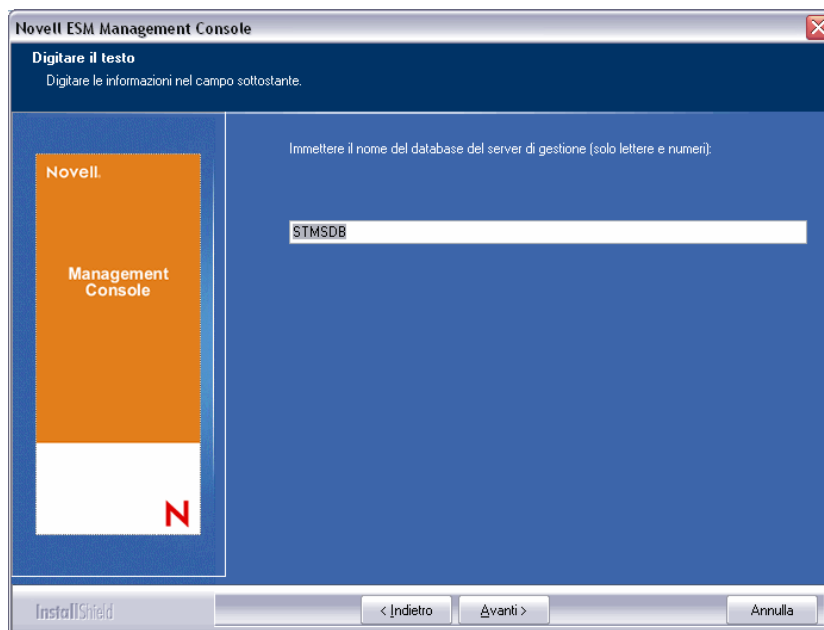 Novell ESM Management Console
Digitare il testo
Digitare le informazioni nel campo sottostante.
Novell.
Management
Console
Immettere il nome del database del server di gestione (solo lettere e numeri):
STMSDB
N
InstallShield
< Indietro
Avanti >
Annulla